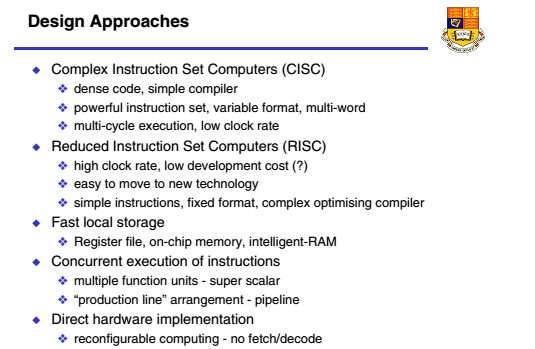 Design Approaches
Complex Instruction Set Computers (CISC)
dense code, simple compiler
powerful instruction set, variable format, multi-word
multi-cycle execution, low clock rate
Reduced Instruction Set Computers (RISC)
high clock rate, low development cost (?)
easy to move to new technology
simple instructions, fixed format, complex optimising compiler
Fast local storage
Register file, on-chip memory, intelligent-RAM
Concurrent execution of instructions
multiple function units - super scalar
“production line” arrangement - pipeline
Direct hardware implementation
reconfigurable computing - no fetch/decode